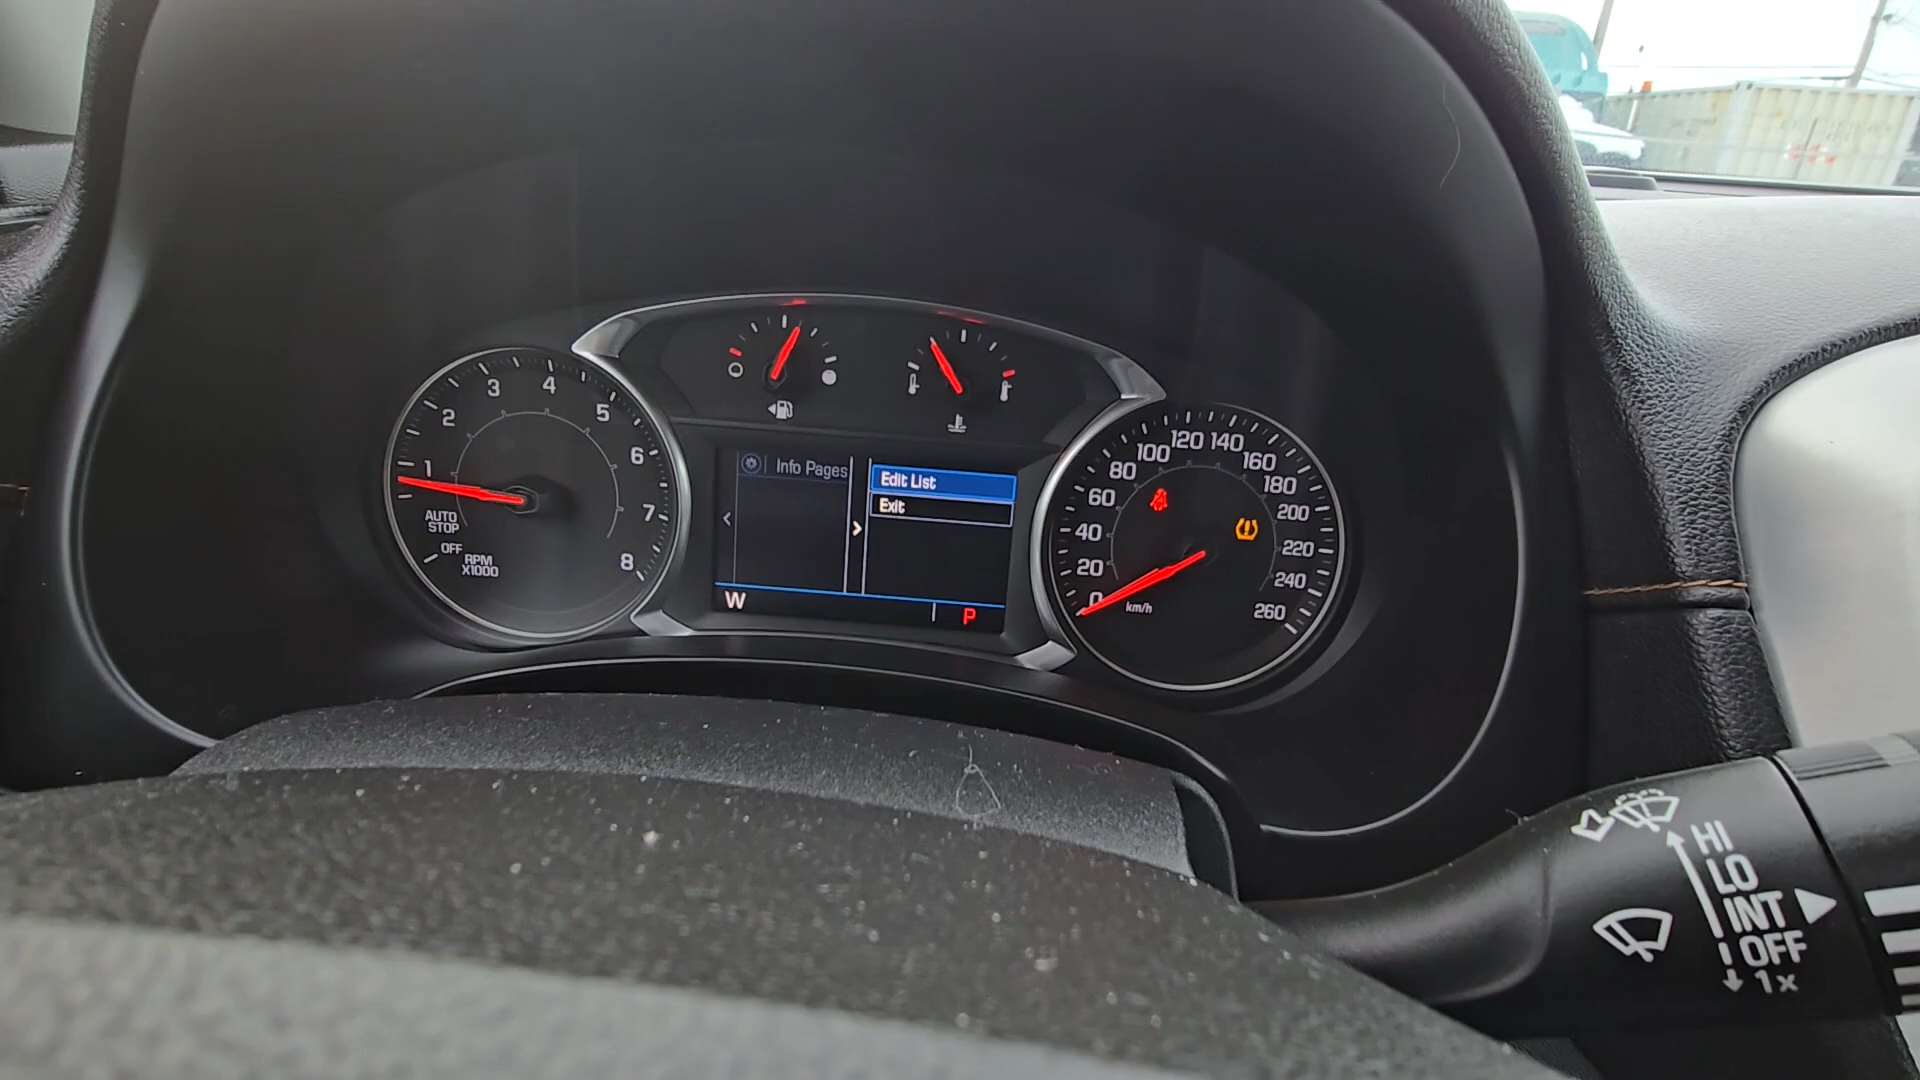 1
2
3
4
5
6
7
8
AUTO
STOP
OFF
RPM
X1000
Info Pages
Edit List
Exit
W
P
0
20
40
60
80
100
120
140
160
180
200
220
240
260
km/h
HI
LO
INT
OFF
1x